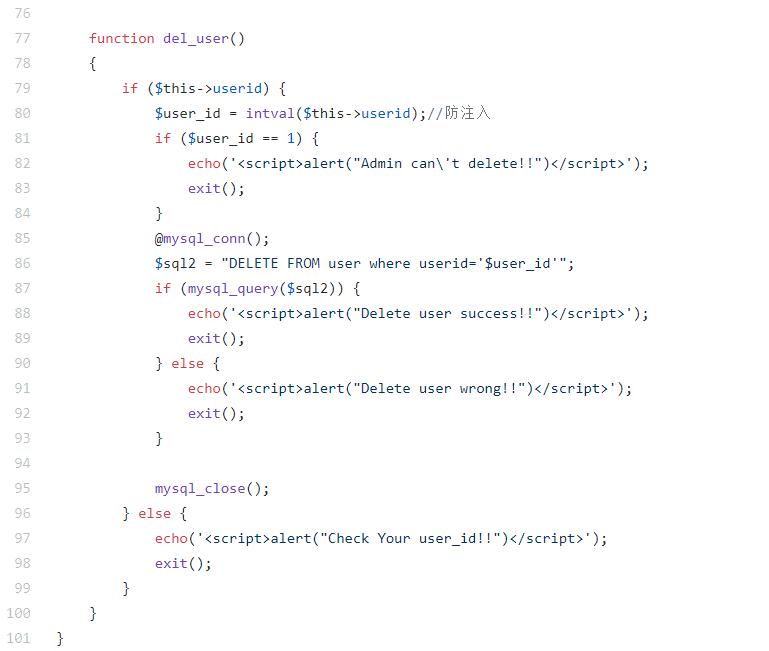 76
77 function del_user()
78 {
79 if ($this->userid) {
80 $user_id = intval($this->userid);//防注入
81 if ($user_id == 1) {
82 echo('<script>alert("Admin can\'t delete!!")</script>');
83 exit();
84 }
85 @mysql_conn();
86 $sql2 = "DELETE FROM user where userid='$user_id'";
87 if (mysql_query($sql2)) {
88 echo('<script>alert("Delete user success!!")</script>');
89 exit();
90 } else {
91 echo('<script>alert("Delete user wrong!!")</script>');
92 exit();
93 }
94
95 mysql_close();
96 } else {
97 echo('<script>alert("Check Your user_id!!")</script>');
98 exit();
99 }
100 }
101 }